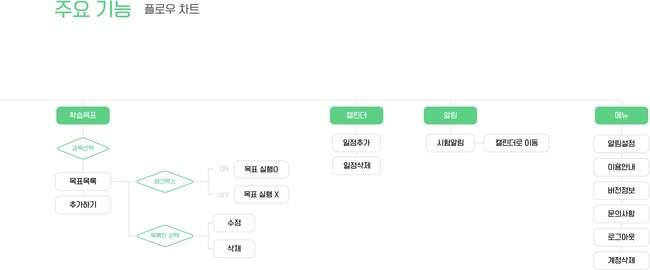 주요 기능 플로우 차트
학습목표
캘린더
알림
메뉴
과목선택
목표목록
추가하기
체크박스
ON
목표 실행O
OFF
목표 실행 X
목록란 선택
수정
삭제
일정추가
일정삭제
시험알림
캘린더로 이동
알림설정
이용안내
버전정보
문의사항
로그아웃
계정삭제